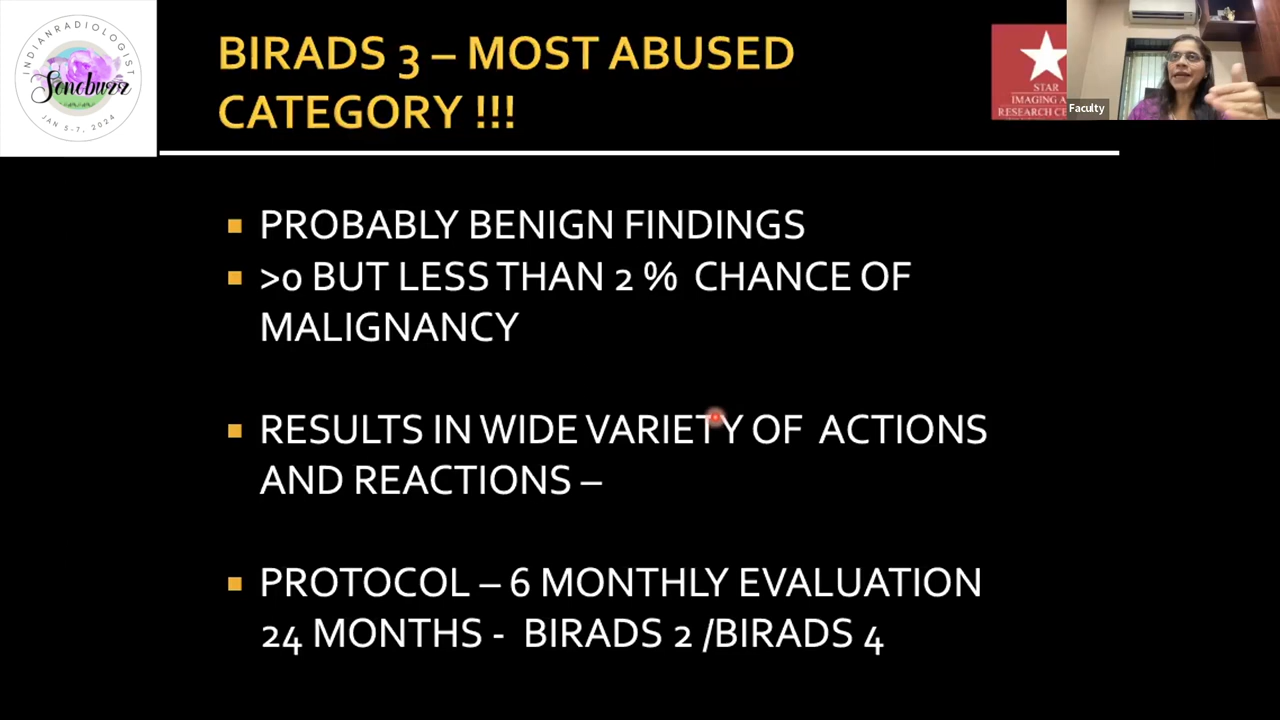 INDIANRADIOLOGIST
Sonobuzz
JAN 5-7, 2024
BIRADS 3 – MOST ABUSED
CATEGORY !!!
STAR
IMAGING A
RESEARCH CE
Faculty
▪ PROBABLY BENIGN FINDINGS
▪ >0 BUT LESS THAN 2 % CHANCE OF
MALIGNANCY
▪ RESULTS IN WIDE VARIETY OF ACTIONS
AND REACTIONS –
▪ PROTOCOL – 6 MONTHLY EVALUATION
24 MONTHS - BIRADS 2 /BIRADS 4